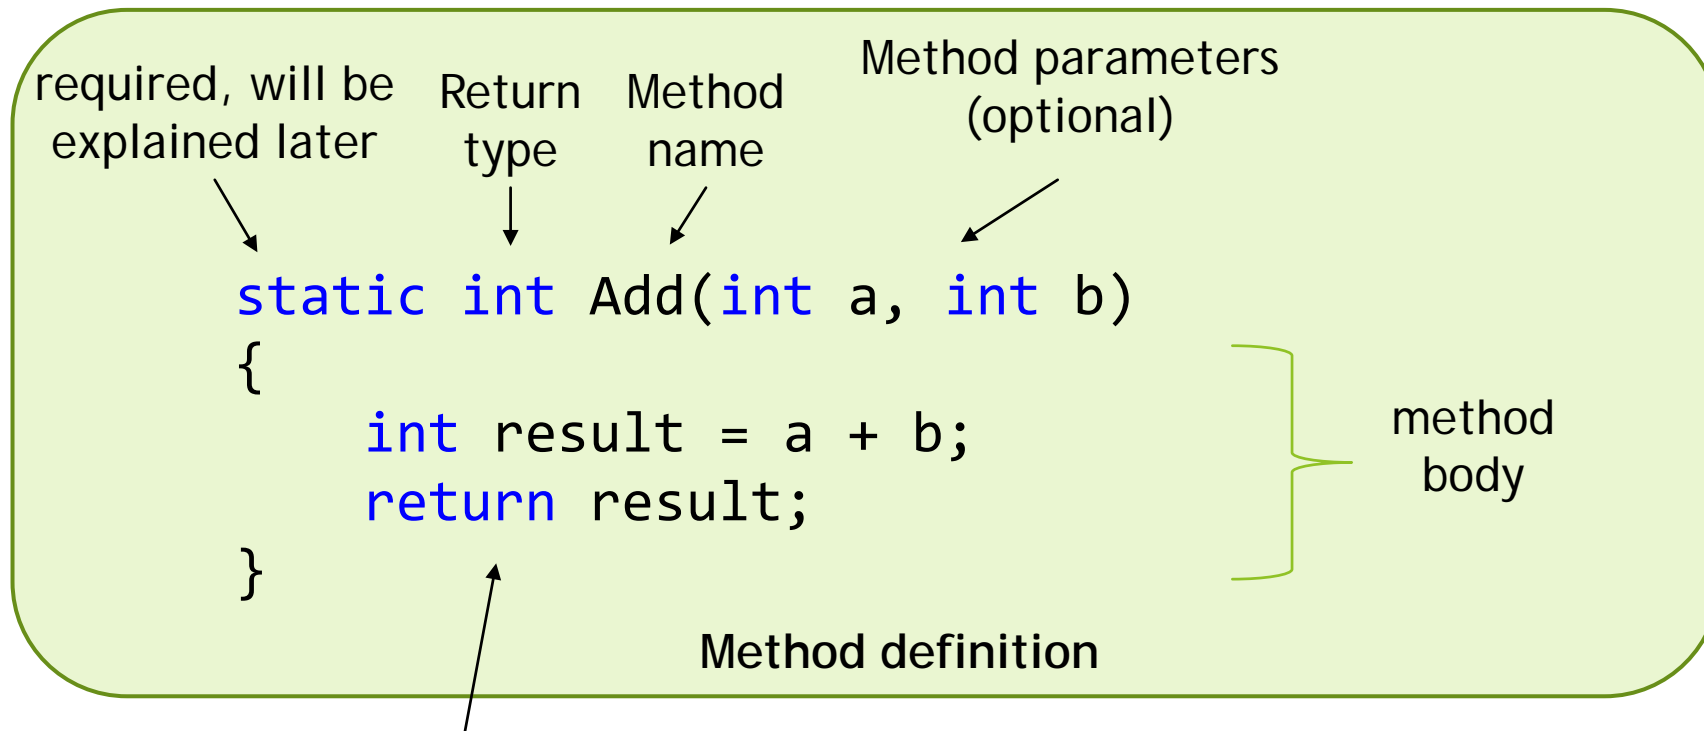 required, will be
explained later
Return
type
Method
name
Method parameters
(optional)
static int Add(int a, int b)
{
int result = a + b;
return result;
}
method
body
Method definition